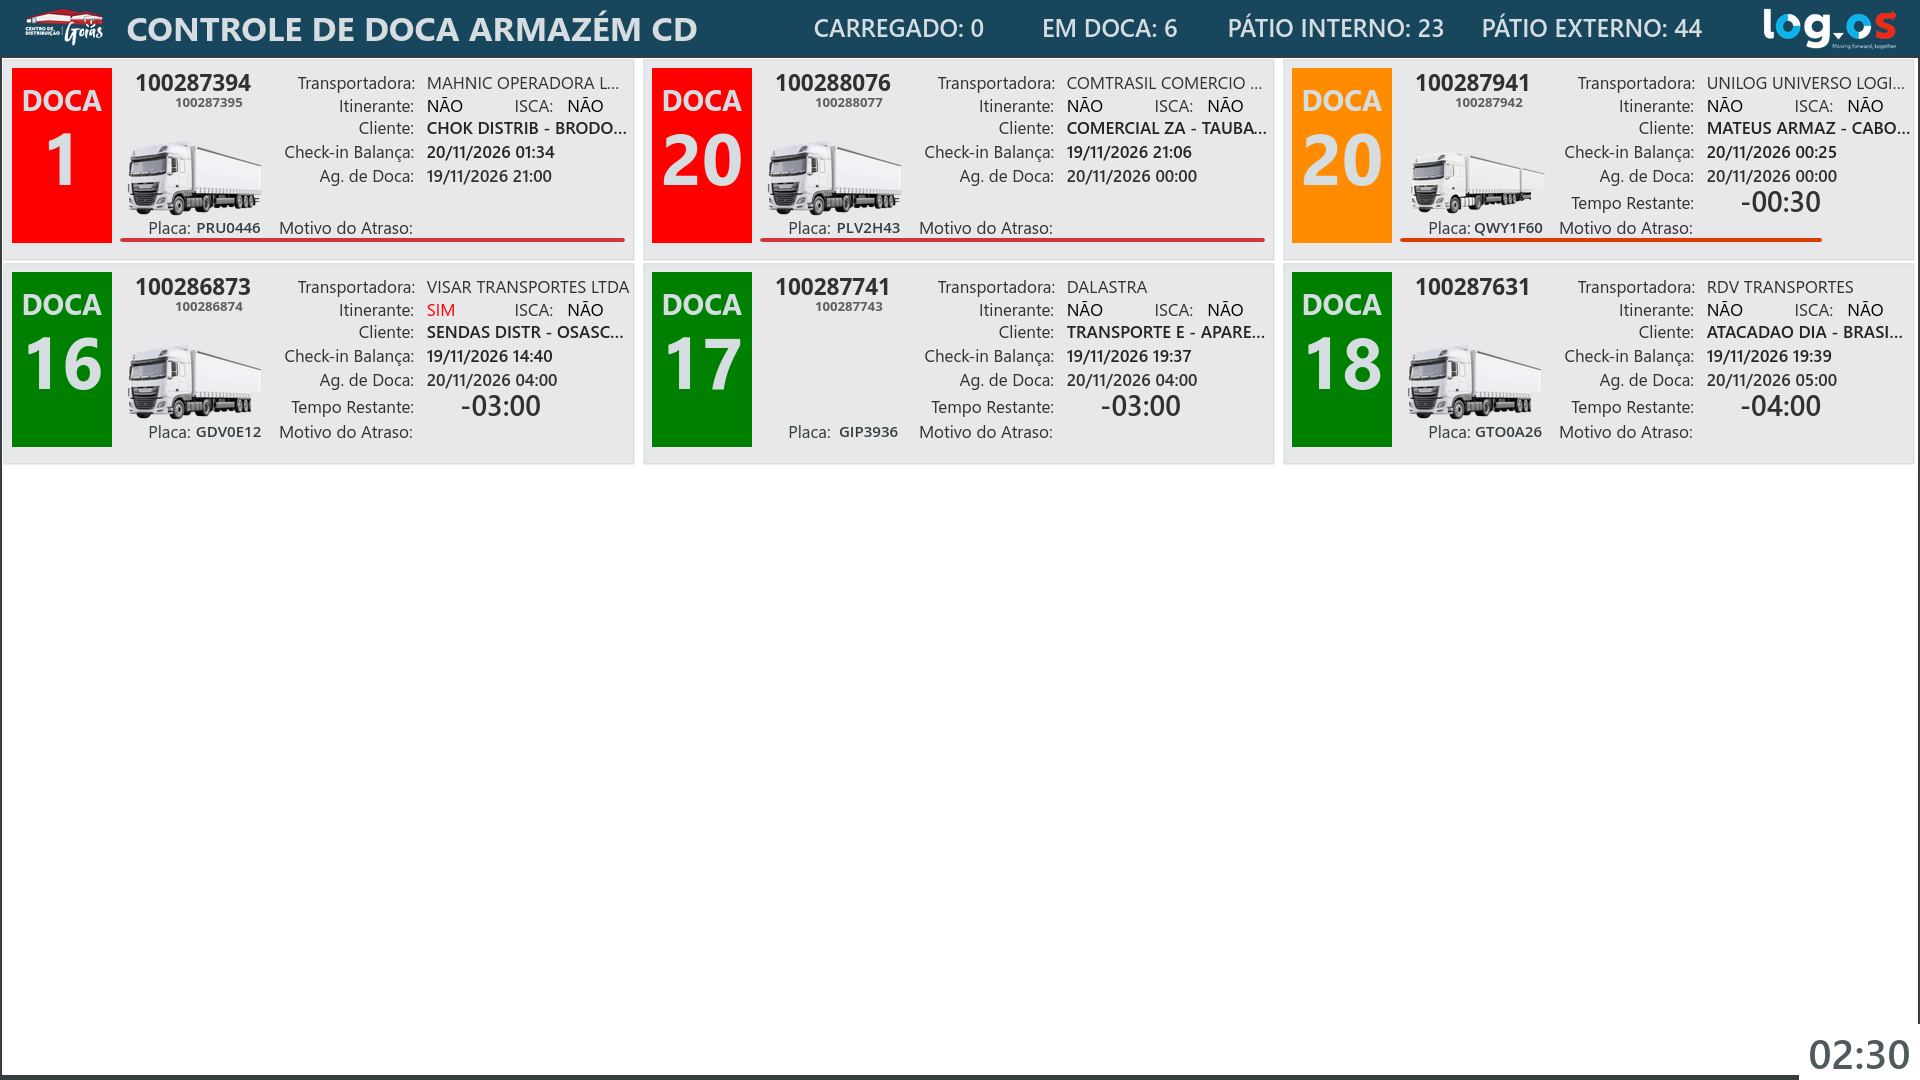 CENTRO DE DISTRIBUIÇÃO Goiás
CONTROLE DE DOCA ARMAZÉM CD
CARREGADO: 0
EM DOCA: 6
PÁTIO INTERNO: 23
PÁTIO EXTERNO: 44
log.os
Moving forward, together
DOCA
1
100287394
100287395
Transportadora: MAHNIC OPERADORA L...
Itinerante: NÃO ISCA: NÃO
Cliente: CHOK DISTRIB - BRODO...
Check-in Balança: 20/11/2026 01:34
Ag. de Doca: 19/11/2026 21:00
Placa: PRU0446 Motivo do Atraso:
DOCA
20
100288076
100288077
Transportadora: COMTRASIL COMERCIO ...
Itinerante: NÃO ISCA: NÃO
Cliente: COMERCIAL ZA - TAUBA...
Check-in Balança: 19/11/2026 21:06
Ag. de Doca: 20/11/2026 00:00
Placa: PLV2H43 Motivo do Atraso:
DOCA
20
100287941
100287942
Transportadora: UNILOG UNIVERSO LOGI...
Itinerante: NÃO ISCA: NÃO
Cliente: MATEUS ARMAZ - CABO...
Check-in Balança: 20/11/2026 00:25
Ag. de Doca: 20/11/2026 00:00
Tempo Restante: -00:30
Placa: QWY1F60 Motivo do Atraso:
DOCA
16
100286873
100286874
Transportadora: VISAR TRANSPORTES LTDA
Itinerante: SIM ISCA: NÃO
Cliente: SENDAS DISTR - OSASC...
Check-in Balança: 19/11/2026 14:40
Ag. de Doca: 20/11/2026 04:00
Tempo Restante: -03:00
Placa: GDV0E12 Motivo do Atraso:
DOCA
17
100287741
100287743
Transportadora: DALASTRA
Itinerante: NÃO ISCA: NÃO
Cliente: TRANSPORTE E - APARE...
Check-in Balança: 19/11/2026 19:37
Ag. de Doca: 20/11/2026 04:00
Tempo Restante: -03:00
Placa: GIP3936 Motivo do Atraso:
DOCA
18
100287631
Transportadora: RDV TRANSPORTES
Itinerante: NÃO ISCA: NÃO
Cliente: ATACADAO DIA - BRASI...
Check-in Balança: 19/11/2026 19:39
Ag. de Doca: 20/11/2026 05:00
Tempo Restante: -04:00
Placa: GTO0A26 Motivo do Atraso:
02:30